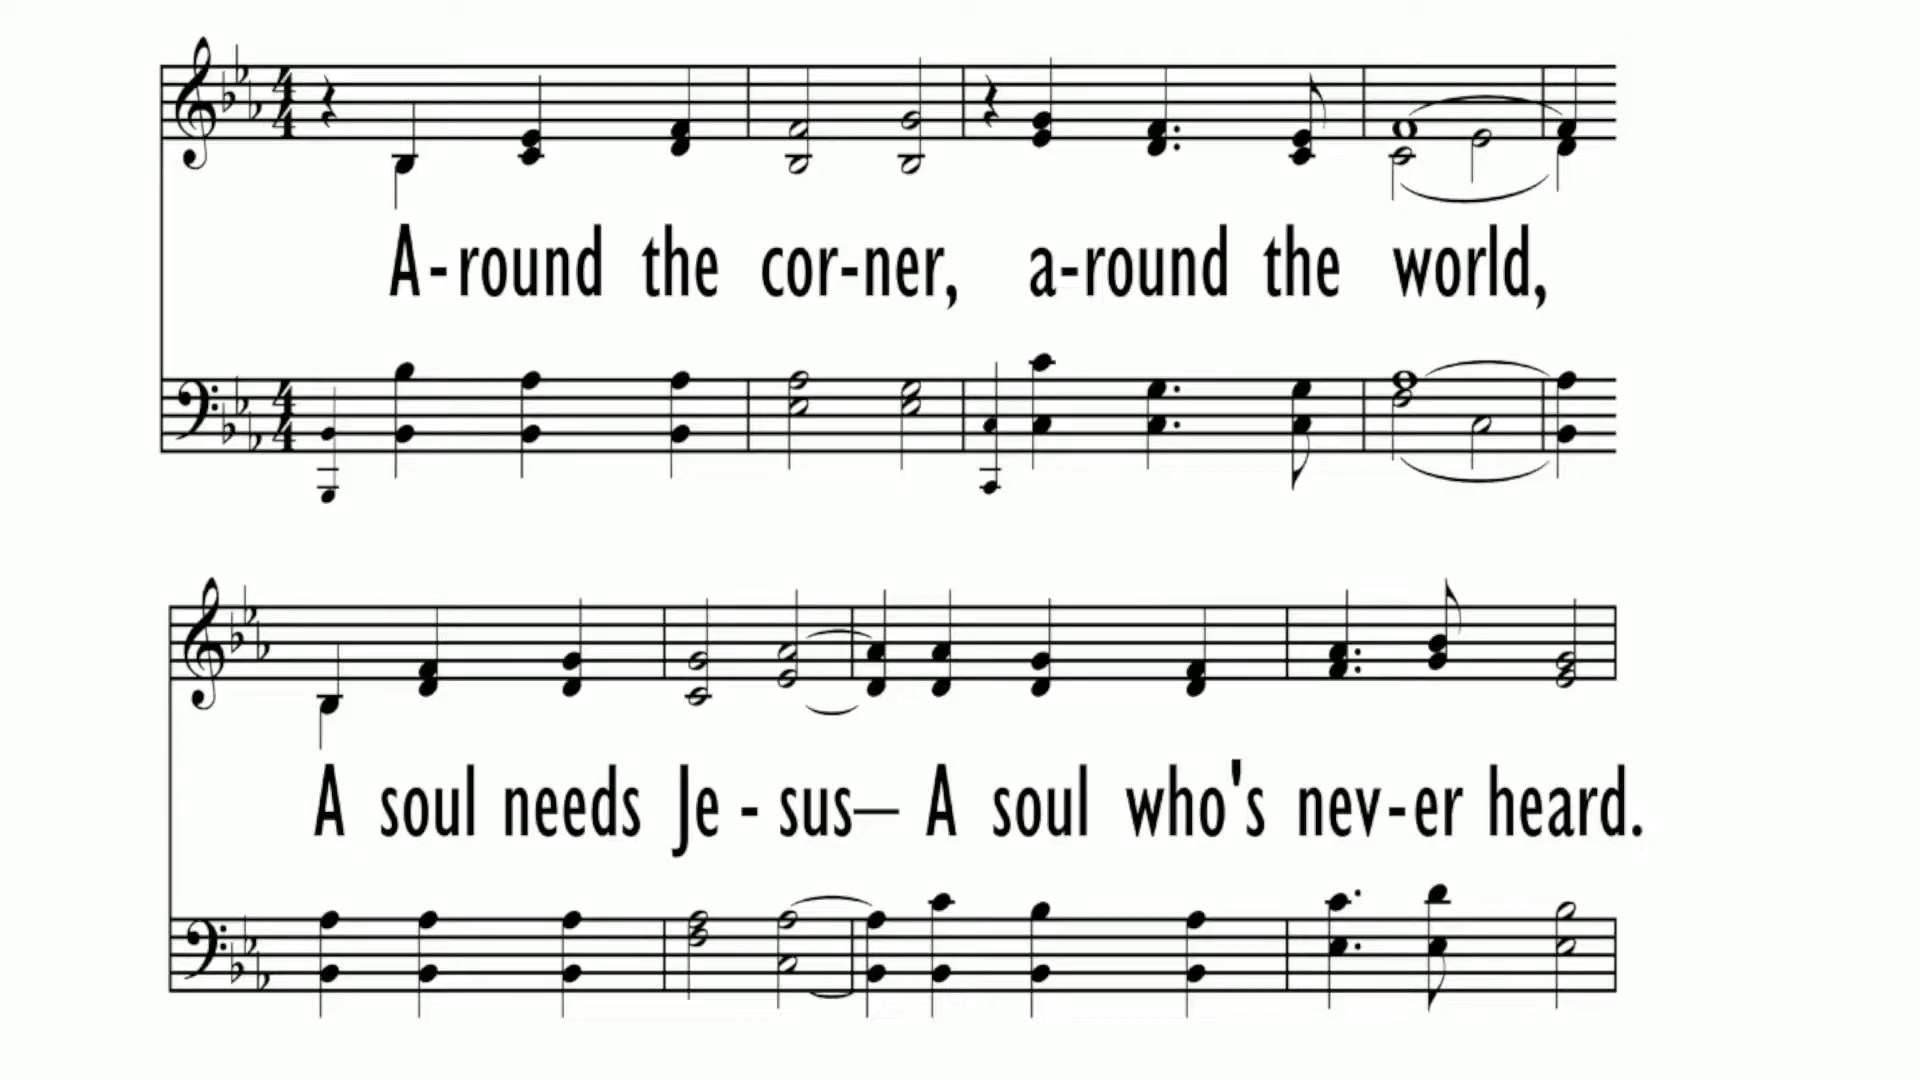 A-round the cor-ner, a-round the world,
A soul needs Je - sus— A soul who's nev-er heard.